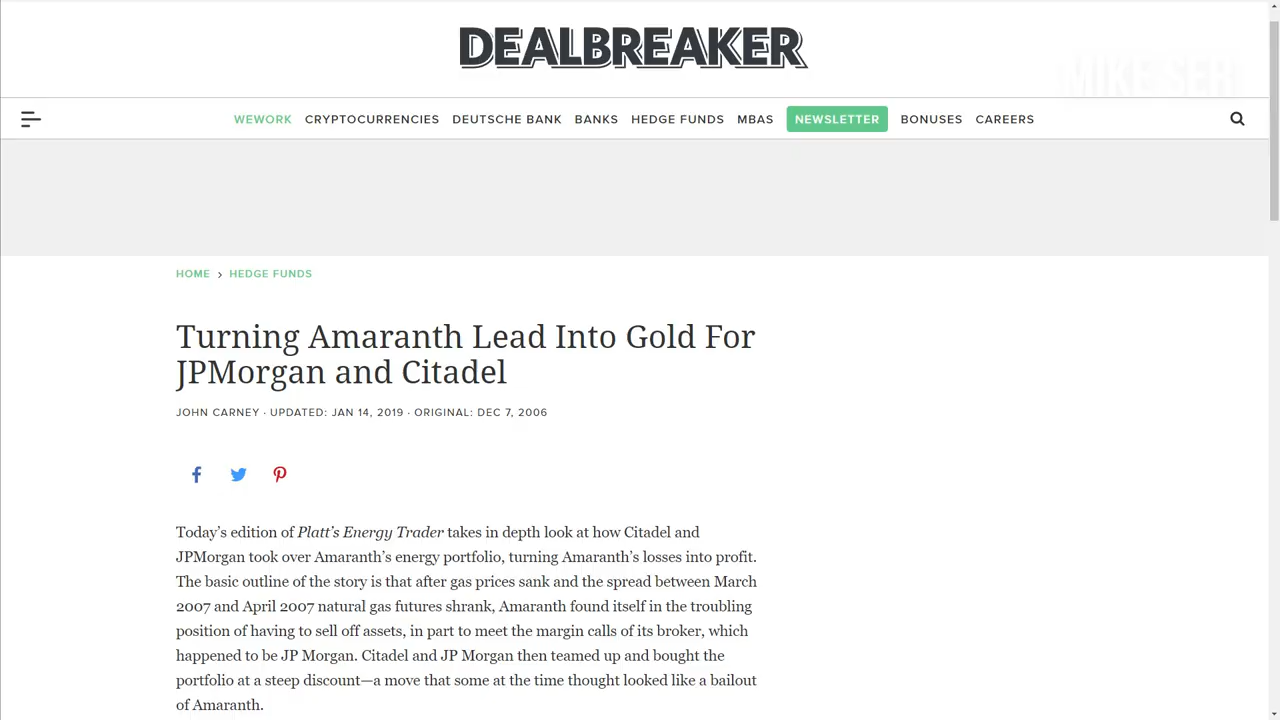 DEALBREAKER
MIKE SER
WEWORK CRYPTOCURRENCIES DEUTSCHE BANK BANKS HEDGE FUNDS MBAS NEWSLETTER BONUSES CAREERS
HOME › HEDGE FUNDS
Turning Amaranth Lead Into Gold For
JPMorgan and Citadel
JOHN CARNEY · UPDATED: JAN 14, 2019 · ORIGINAL: DEC 7, 2006
Today’s edition of Platt’s Energy Trader takes in depth look at how Citadel and
JPMorgan took over Amaranth’s energy portfolio, turning Amaranth’s losses into profit.
The basic outline of the story is that after gas prices sank and the spread between March
2007 and April 2007 natural gas futures shrank, Amaranth found itself in the troubling
position of having to sell off assets, in part to meet the margin calls of its broker, which
happened to be JP Morgan. Citadel and JP Morgan then teamed up and bought the
portfolio at a steep discount—a move that some at the time thought looked like a bailout
of Amaranth.